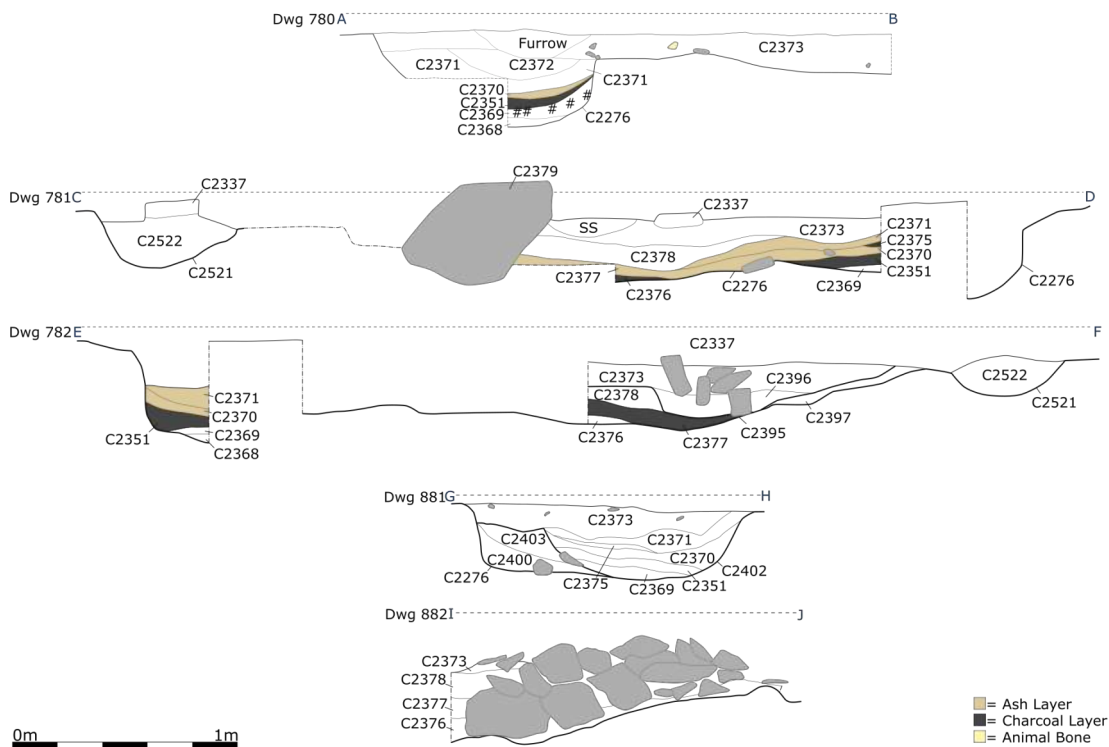 Dwg 780 A B
Furrow
C2373
C2371 C2372
C2371
C2370
C2351
C2369
# # # # #
C2276
C2368
C2379
C2337
Dwg 781 C D
C2337
SS
C2371
C2373
C2375
C2522
C2378
C2370
C2377
C2351
C2521
C2376 C2276 C2369
C2276
Dwg 782 E F
C2337
C2373
C2396
C2371
C2378
C2522
C2370
C2397
C2521
C2351 C2369
C2376
C2395
C2368
C2377
Dwg 881 G H
C2373
C2403
C2371
C2400
C2370
C2276
C2402
C2375
C2369 C2351
Dwg 882 I J
C2373
C2378
C2377
C2376
0m 1m
= Ash Layer
= Charcoal Layer
= Animal Bone